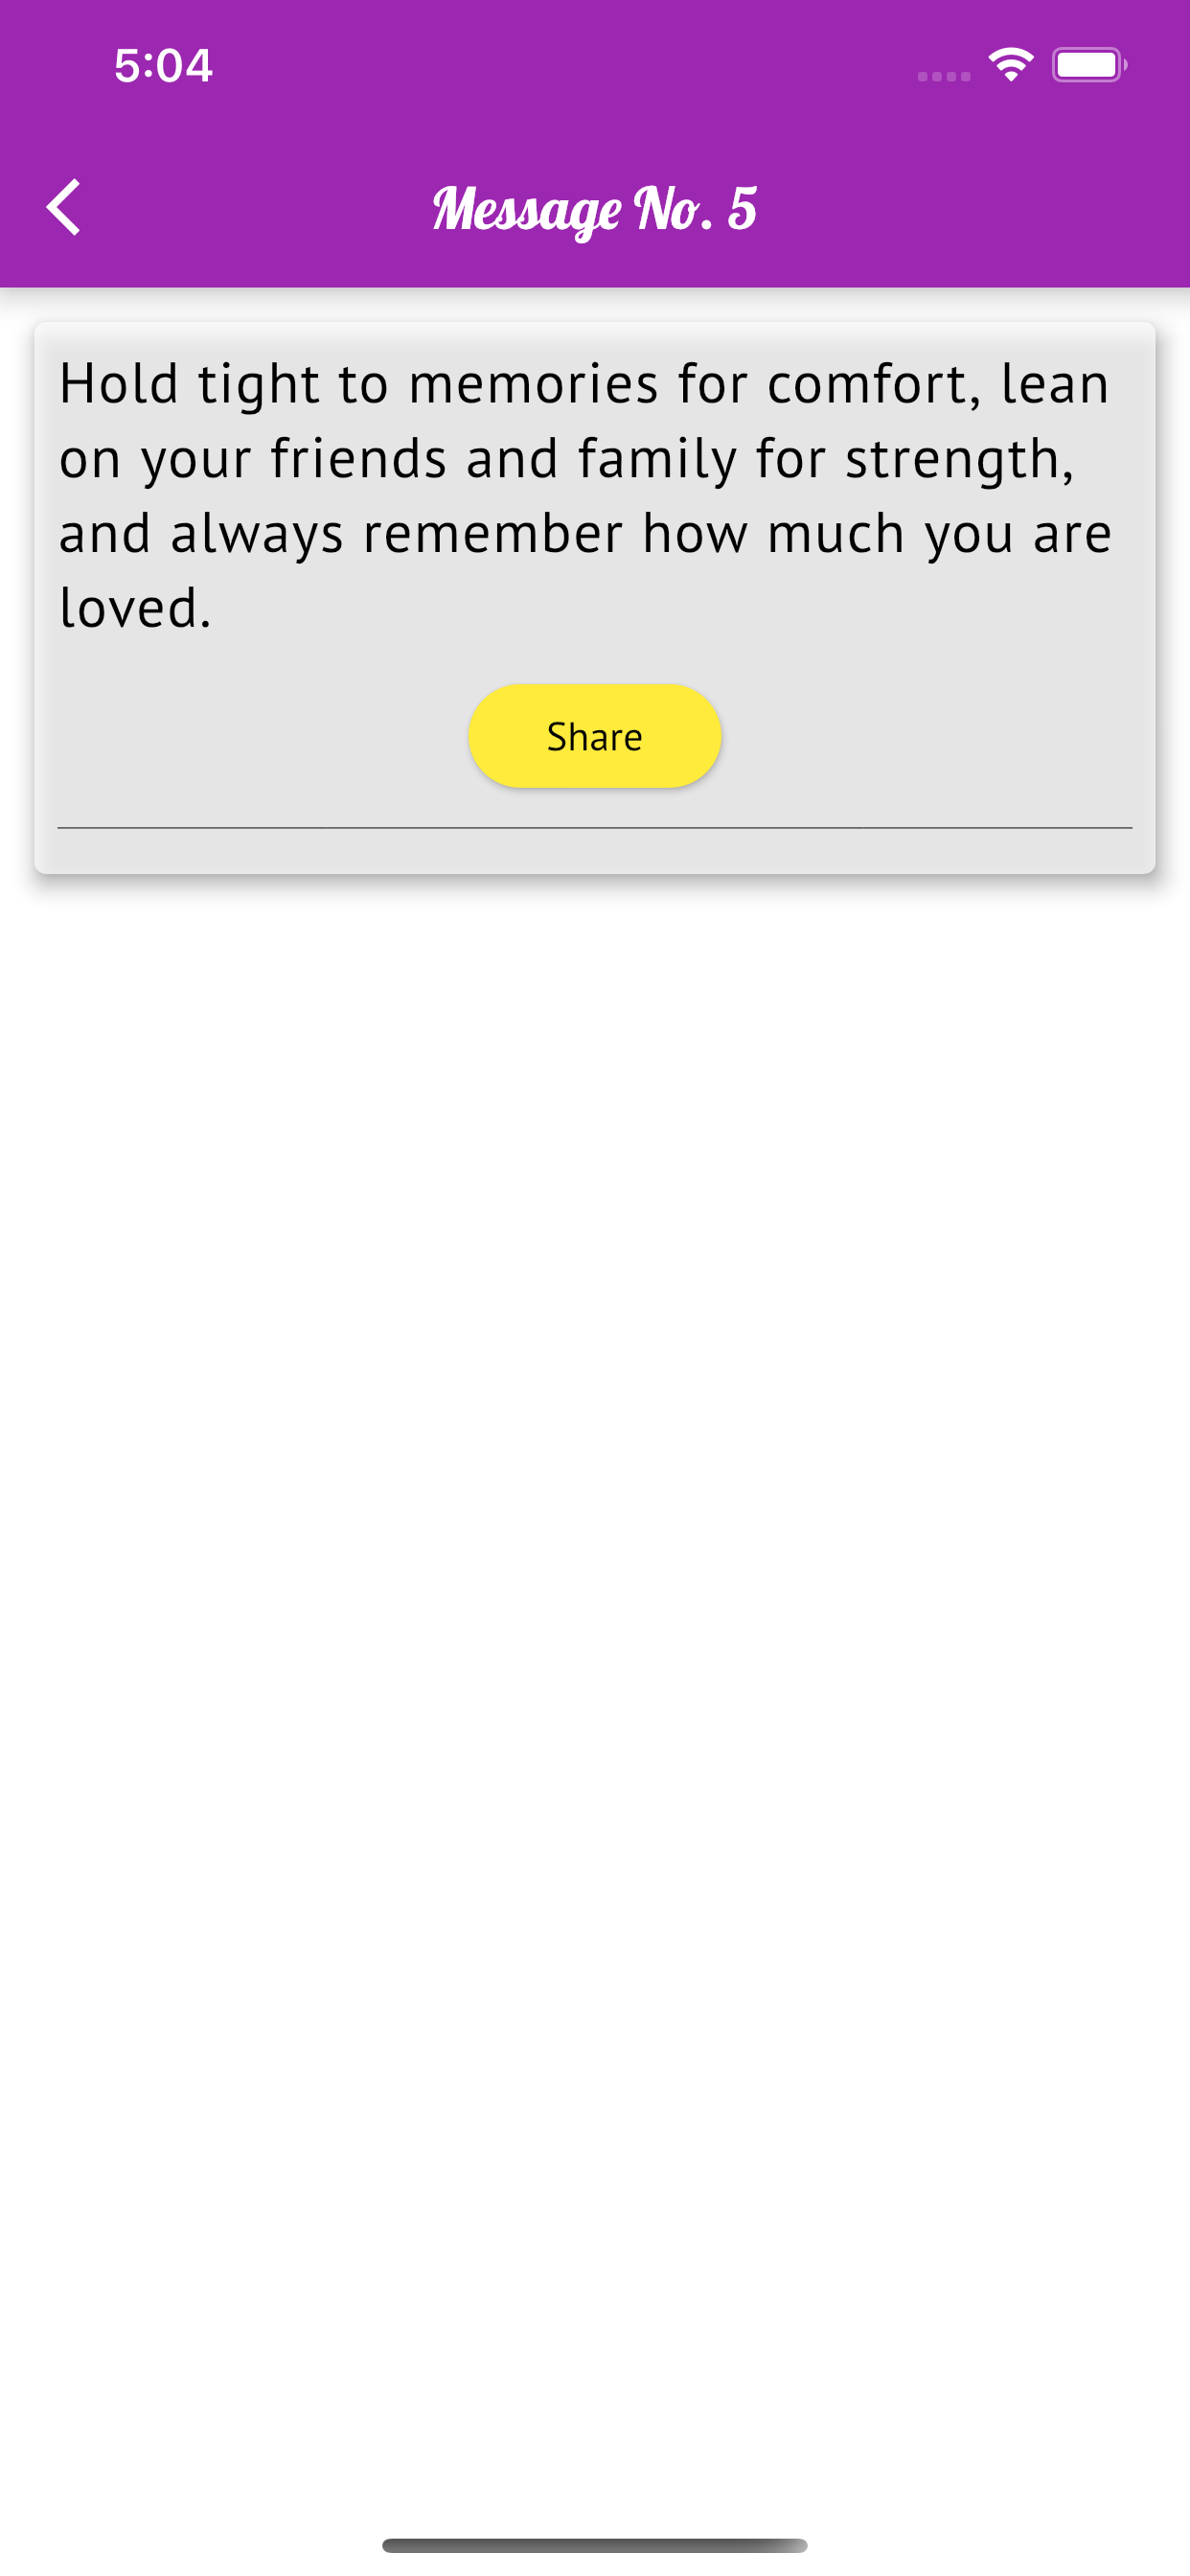 5:04
Message No. 5
Hold tight to memories for comfort, lean
on your friends and family for strength,
and always remember how much you are
loved.
Share